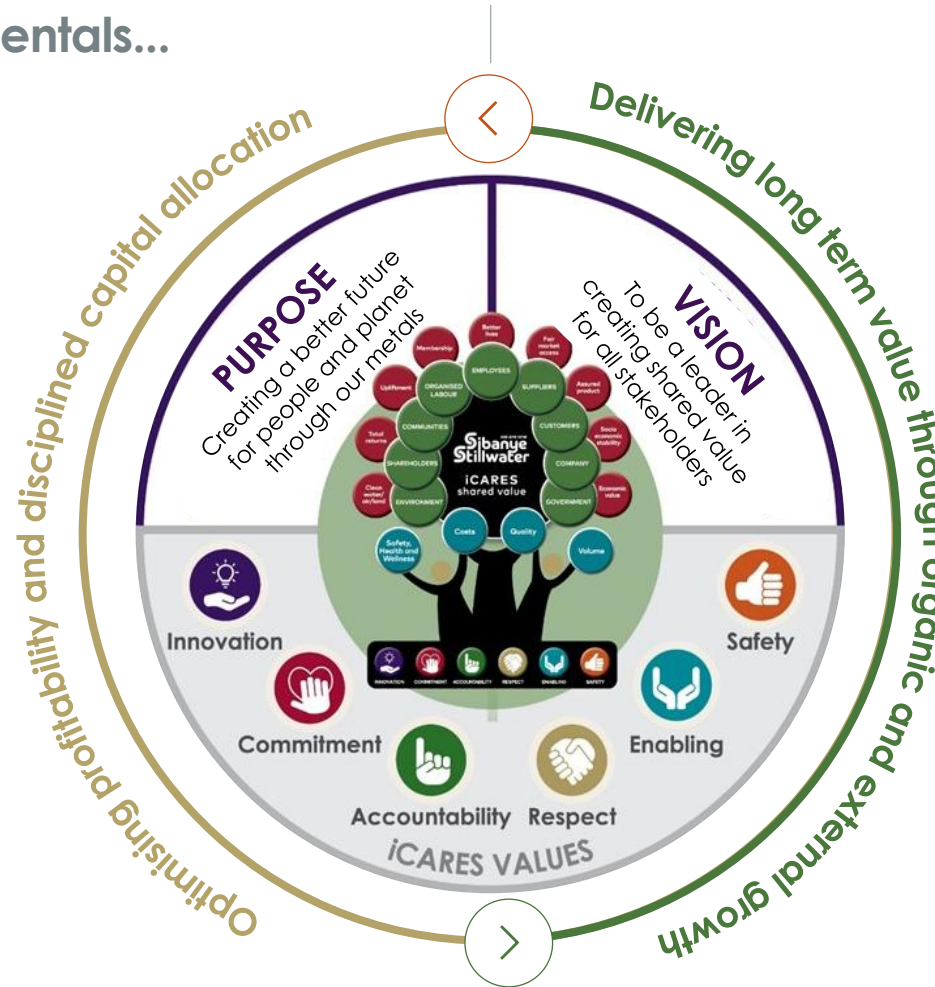 entals...
Optimising profitability and disciplined capital allocation
Delivering long term value through organic and external growth
PURPOSE
Creating a better future
for people and planet
through our metals
VISION
To be a leader in
creating shared value
for all stakeholders
Better
lives
Membership
Fair
market
access
Upliftment
Assured
product
Total
returns
Socio
economic
stability
Clean
water/
air/land
Economic
value
EMPLOYEES
ORGANISED
LABOUR
SUPPLIERS
COMMUNITIES
CUSTOMERS
SHAREHOLDERS
COMPANY
ENVIRONMENT
GOVERNMENT
Sibanye
Stillwater
iCARES
shared value
Safety,
Health and
Wellness
Costs
Quality
Volume
INNOVATION
COMMITMENT
ACCOUNTABILITY
RESPECT
ENABLING
SAFETY
Innovation
Commitment
Accountability
Respect
Enabling
Safety
iCARES VALUES